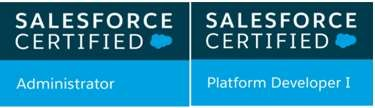 SALESFORCE
CERTIFIED
Administrator
SALESFORCE
CERTIFIED
Platform Developer I